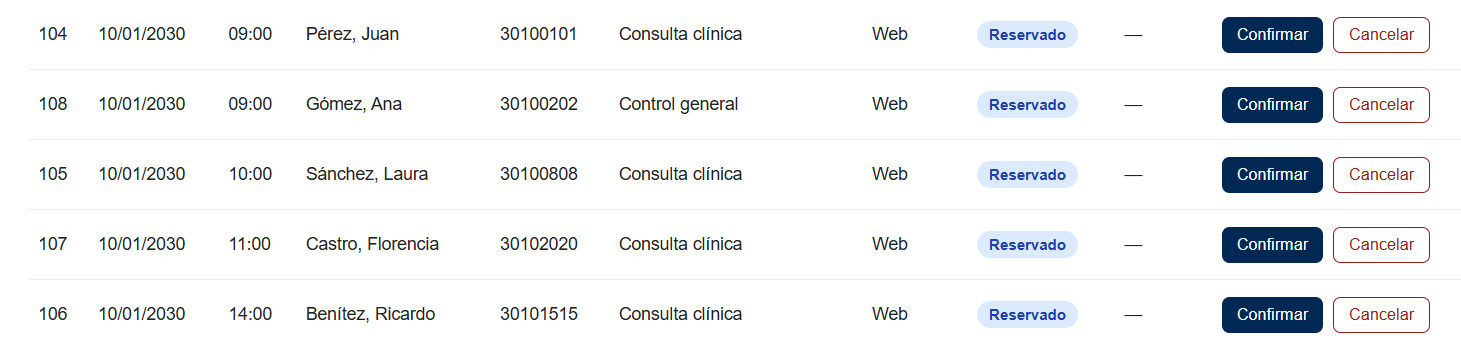 104 10/01/2030 09:00 Pérez, Juan 30100101 Consulta clínica Web Reservado — Confirmar Cancelar
108 10/01/2030 09:00 Gómez, Ana 30100202 Control general Web Reservado — Confirmar Cancelar
105 10/01/2030 10:00 Sánchez, Laura 30100808 Consulta clínica Web Reservado — Confirmar Cancelar
107 10/01/2030 11:00 Castro, Florencia 30102020 Consulta clínica Web Reservado — Confirmar Cancelar
106 10/01/2030 14:00 Benítez, Ricardo 30101515 Consulta clínica Web Reservado — Confirmar Cancelar